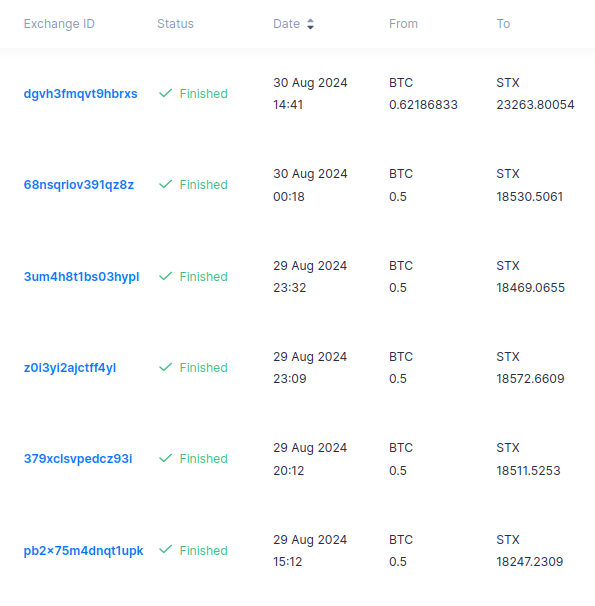 Exchange ID Status Date From To
30 Aug 2024 BTC STX
dgvh3fmqvt9hbrxs Finished
14:41 0.62186833 23263.80054
30 Aug 2024 BTC STX
68nsqrlov391qz8z Finished
00:18 0.5 18530.5061
29 Aug 2024 BTC STX
3um4h8t1bs03hypl Finished
23:32 0.5 18469.0655
29 Aug 2024 BTC STX
z0i3yi2ajctff4yl Finished
23:09 0.5 18572.6609
29 Aug 2024 BTC STX
379xclsvpedcz93i Finished
20:12 0.5 18511.5253
29 Aug 2024 BTC STX
pb2x75m4dnqt1upk Finished
15:12 0.5 18247.2309